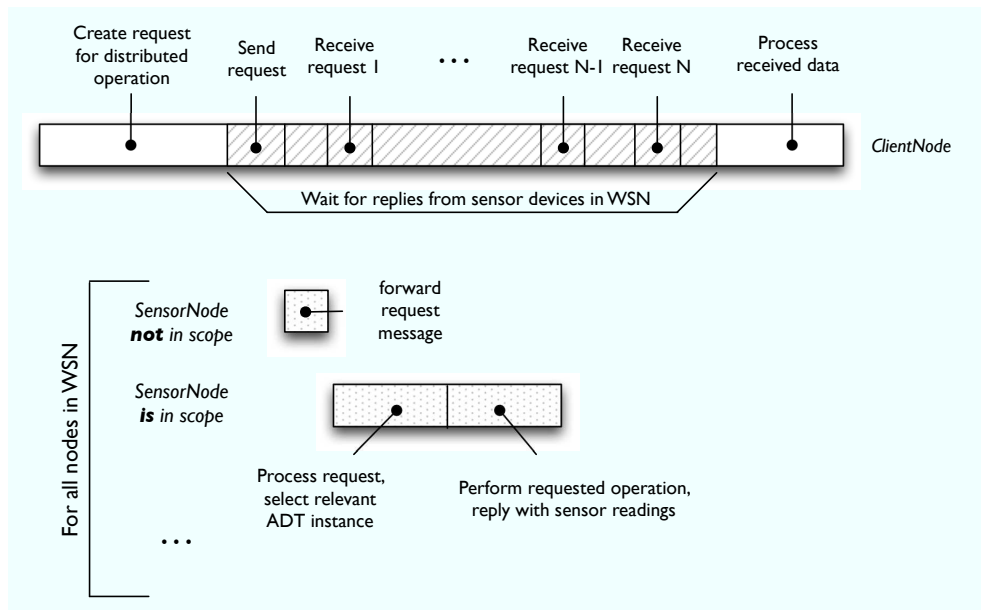 Create request
for distributed
operation
Send
request
Receive
request 1
...
Receive
request N-1
Receive
request N
Process
received data
ClientNode
Wait for replies from sensor devices in WSN
For all nodes in WSN
SensorNode
not in scope
forward
request
message
SensorNode
is in scope
Process request,
select relevant
ADT instance
Perform requested operation,
reply with sensor readings
...